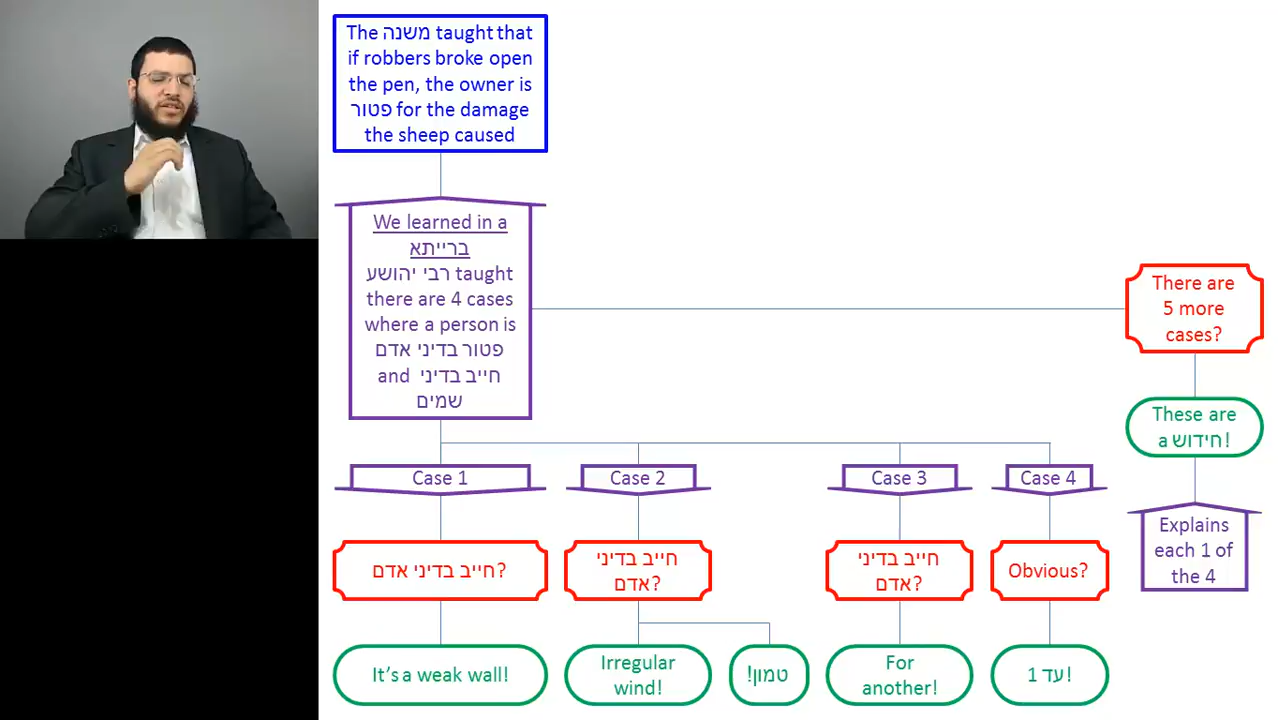 The משנה taught that
if robbers broke open
the pen, the owner is
פטור for the damage
the sheep caused
We learned in a
ברייתא
רבי יהושע taught
there are 4 cases
where a person is
פטור בדיני אדם
and חייב בדיני
שמים
There are
5 more
cases?
These are
a חידוש!
Explains
each 1 of
the 4
Case 1
Case 2
Case 3
Case 4
חייב בדיני אדם?
חייב בדיני
אדם?
חייב בדיני
אדם?
Obvious?
It's a weak wall!
Irregular
wind!
טמון!
For
another!
עד 1!